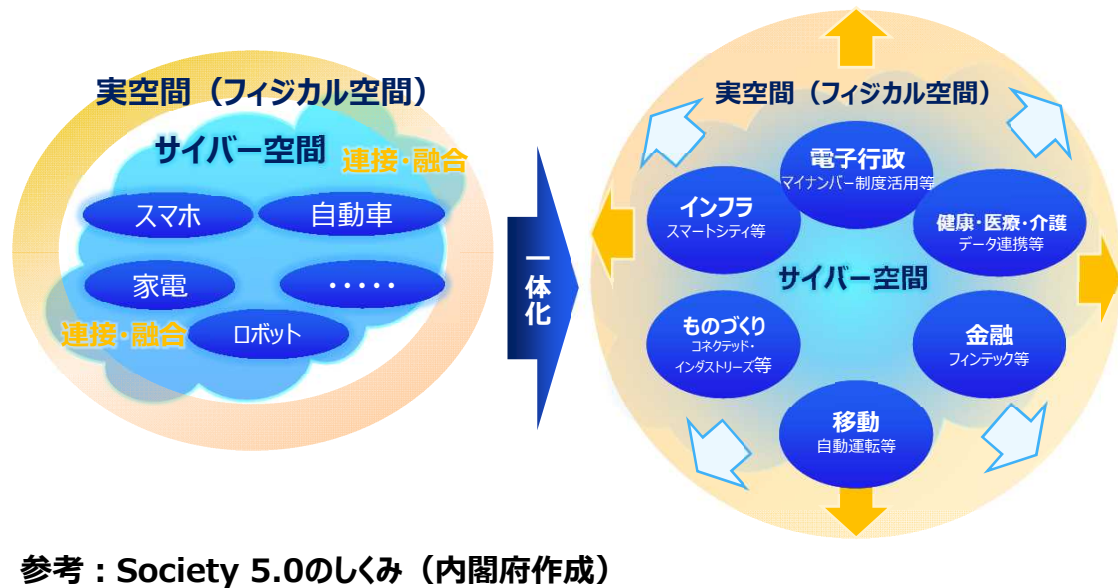 実空間（フィジカル空間）
サイバー空間
連接・融合
スマホ
自動車
家電
・・・・・
連接・融合
ロボット
一体化
実空間（フィジカル空間）
電子行政
マイナンバー制度活用等
インフラ
スマートシティ等
健康・医療・介護
データ連携等
サイバー空間
ものづくり
コネクテッド・
インダストリーズ等
金融
フィンテック等
移動
自動運転等
参考：Society 5.0のしくみ（内閣府作成）